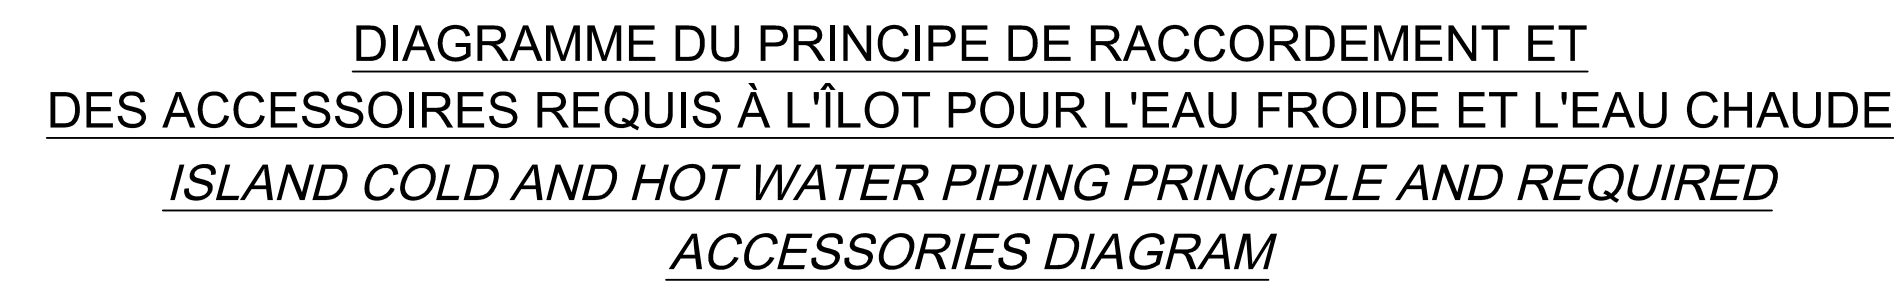 DIAGRAMME DU PRINCIPE DE RACCORDEMENT ET
DES ACCESSOIRES REQUIS À L'ÎLOT POUR L'EAU FROIDE ET L'EAU CHAUDE
ISLAND COLD AND HOT WATER PIPING PRINCIPLE AND REQUIRED
ACCESSORIES DIAGRAM